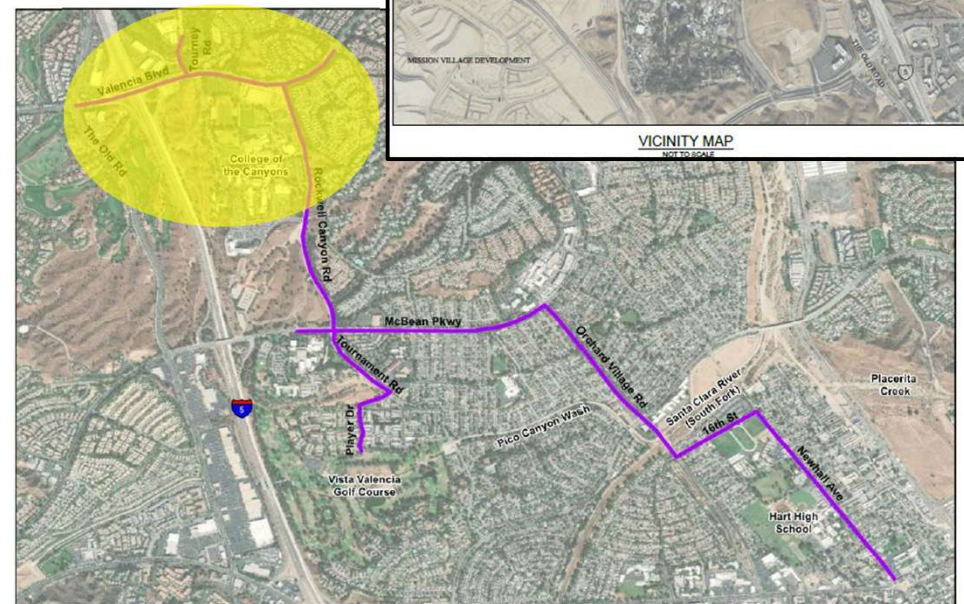 MISSION VILLAGE DEVELOPMENT
THE OLD ROAD
5
VICINITY MAP
NOT TO SCALE
Tourney
Rd
Valencia Blvd
The Old Rd
College of
the Canyons
Rockwell Canyon Rd
McBean Pkwy
Tournament Rd
Orchard Village Rd
Placerita
Creek
Santa Clara River
(South Fork)
5
Player Dr
Pico Canyon Wash
16th St
Newhall Ave
Vista Valencia
Golf Course
Hart High
School